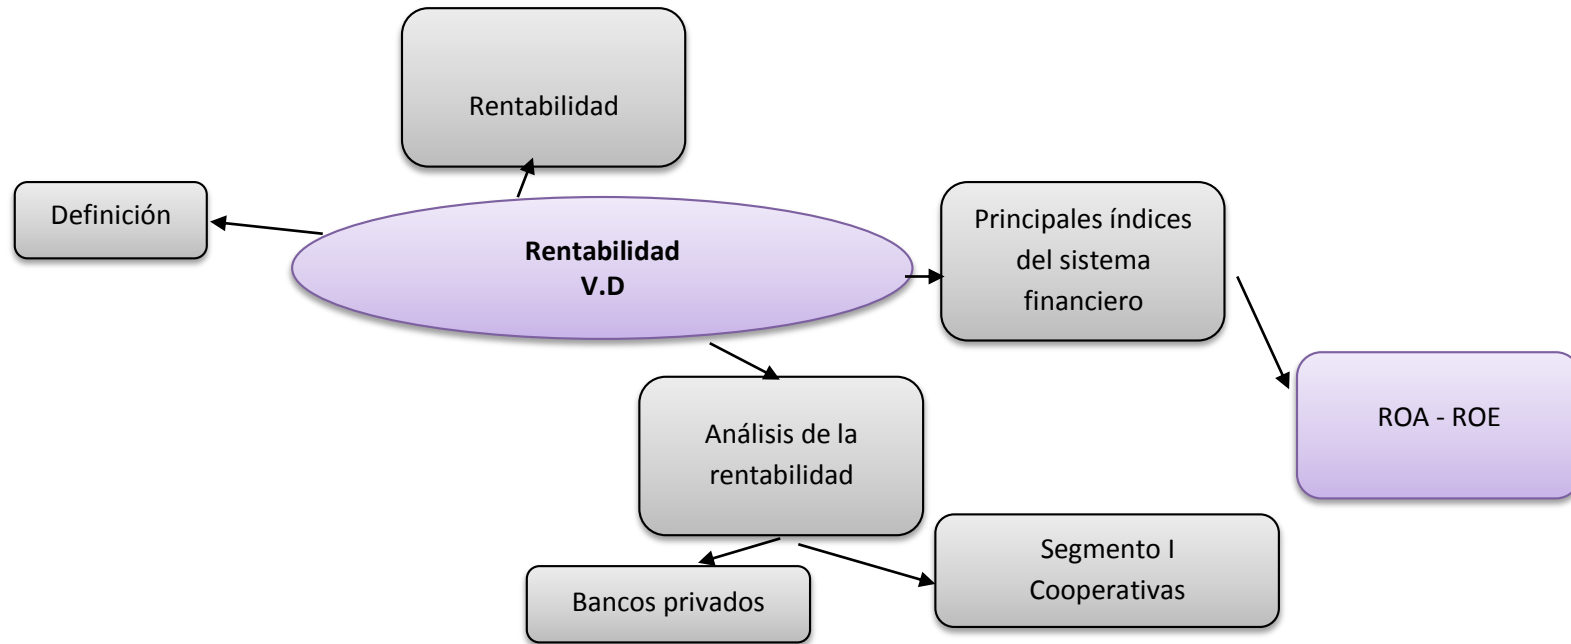 Rentabilidad
Definición
Rentabilidad
V.D
Principales índices
del sistema
financiero
ROA - ROE
Análisis de la
rentabilidad
Segmento I
Cooperativas
Bancos privados